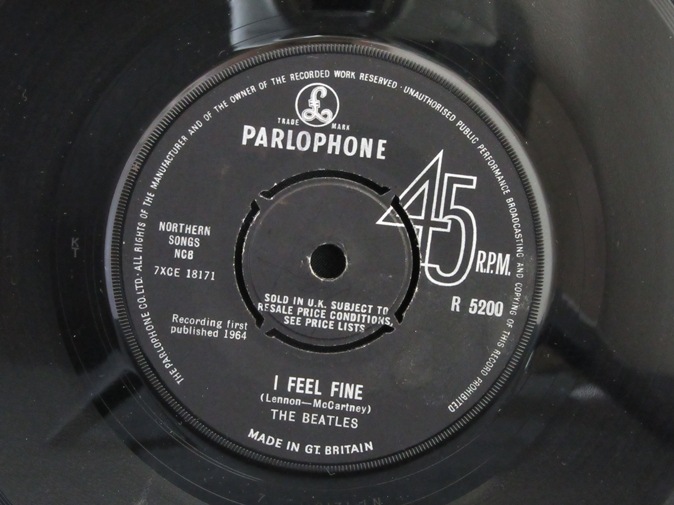 THE PARLOPHONE CO. LTD. · ALL RIGHTS OF THE MANUFACTURER AND OF THE OWNER OF THE RECORDED WORK RESERVED · UNAUTHORISED PUBLIC PERFORMANCE BROADCASTING AND COPYING OF THIS RECORD PROHIBITED
£
TRADE MARK
PARLOPHONE
45
R.P.M.
NORTHERN
SONGS
NCB
7XCE 18171
R 5200
SOLD IN U.K. SUBJECT TO
RESALE PRICE CONDITIONS,
SEE PRICE LISTS
Recording first
published 1964
I FEEL FINE
(Lennon—McCartney)
THE BEATLES
MADE IN GT. BRITAIN
KT